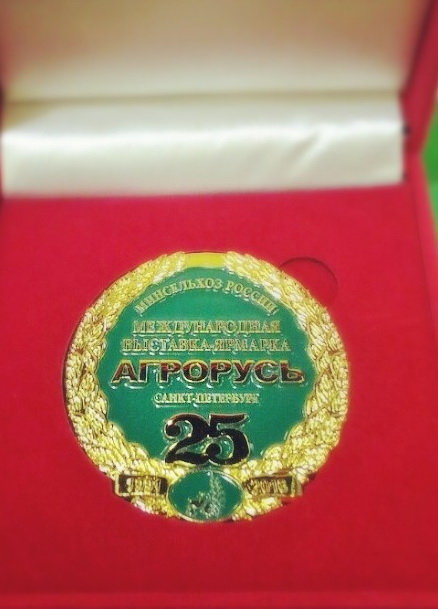 МИНСЕЛЬХОЗ РОССИИ
МЕЖДУНАРОДНАЯ
ВЫСТАВКА-ЯРМАРКА
АГРОРУСЬ
САНКТ-ПЕТЕРБУРГ
25